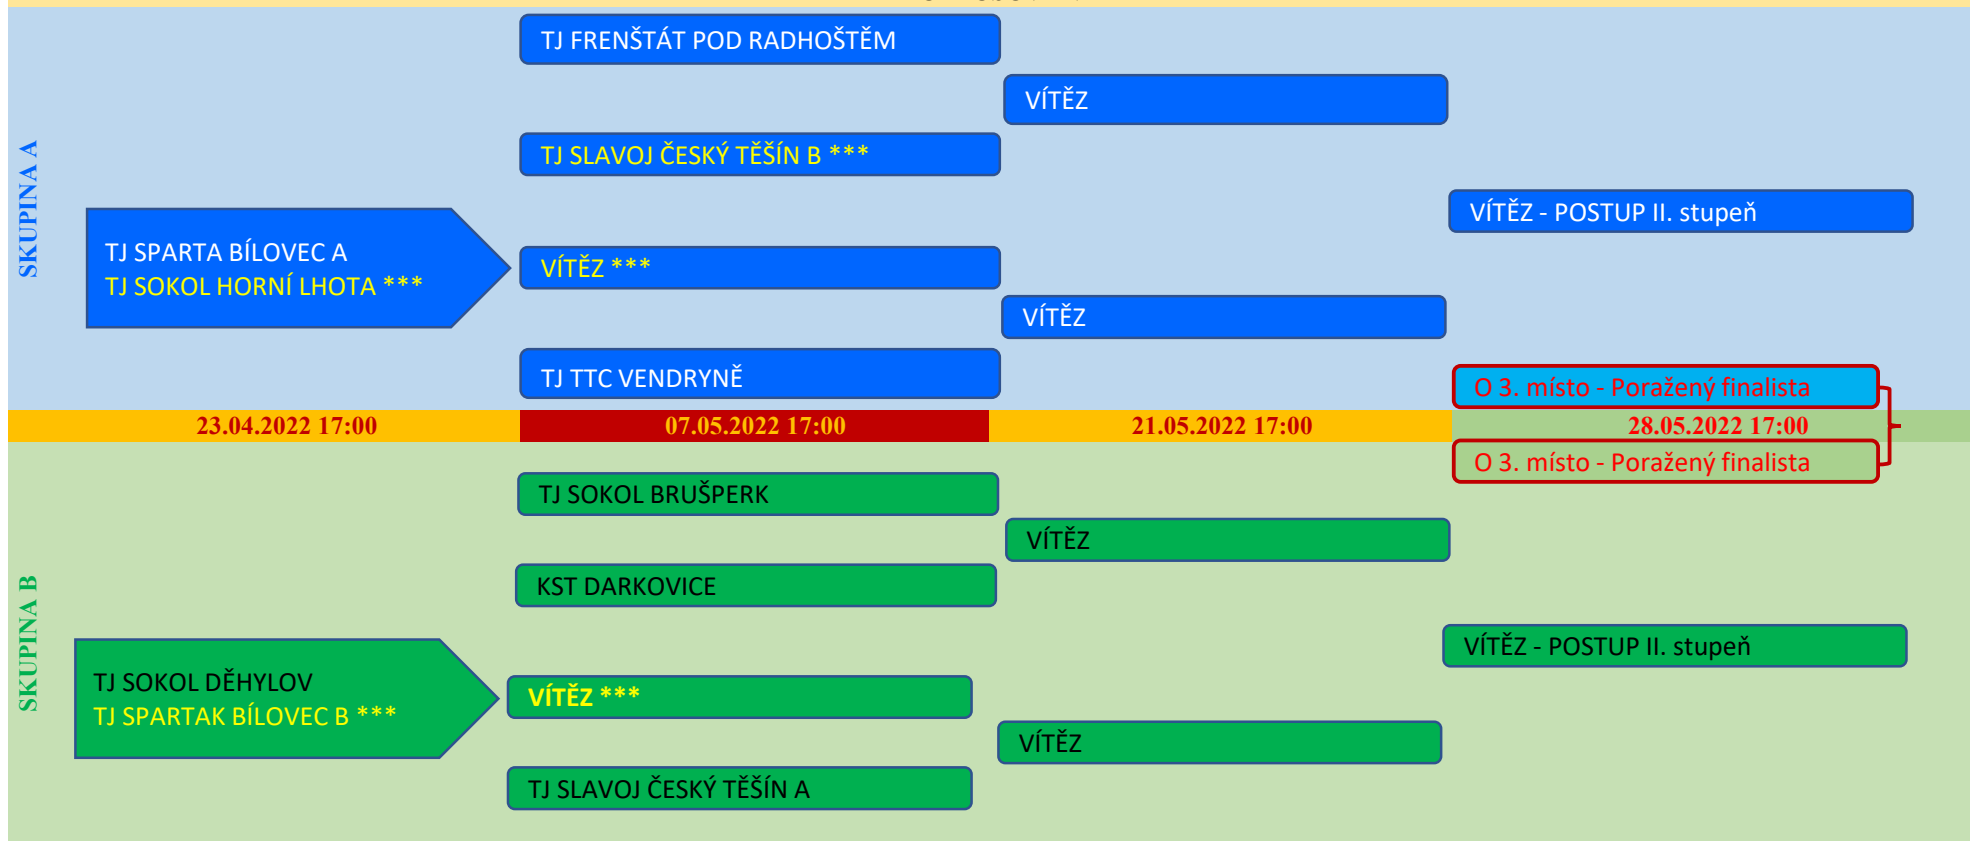 SKUPINA A
TJ FRENŠTÁT POD RADHOŠTĚM
VÍTĚZ
TJ SLAVOJ ČESKÝ TĚŠÍN B ***
VÍTĚZ - POSTUP II. stupeň
TJ SPARTA BÍLOVEC A
TJ SOKOL HORNÍ LHOTA ***
VÍTĚZ ***
VÍTĚZ
TJ TTC VENDRYNĚ
O 3. místo - Poražený finalista
23.04.2022 17:00
07.05.2022 17:00
21.05.2022 17:00
28.05.2022 17:00
O 3. místo - Poražený finalista
SKUPINA B
TJ SOKOL BRUŠPERK
VÍTĚZ
KST DARKOVICE
VÍTĚZ - POSTUP II. stupeň
TJ SOKOL DĚHYLOV
TJ SPARTAK BÍLOVEC B ***
VÍTĚZ ***
VÍTĚZ
TJ SLAVOJ ČESKÝ TĚŠÍN A